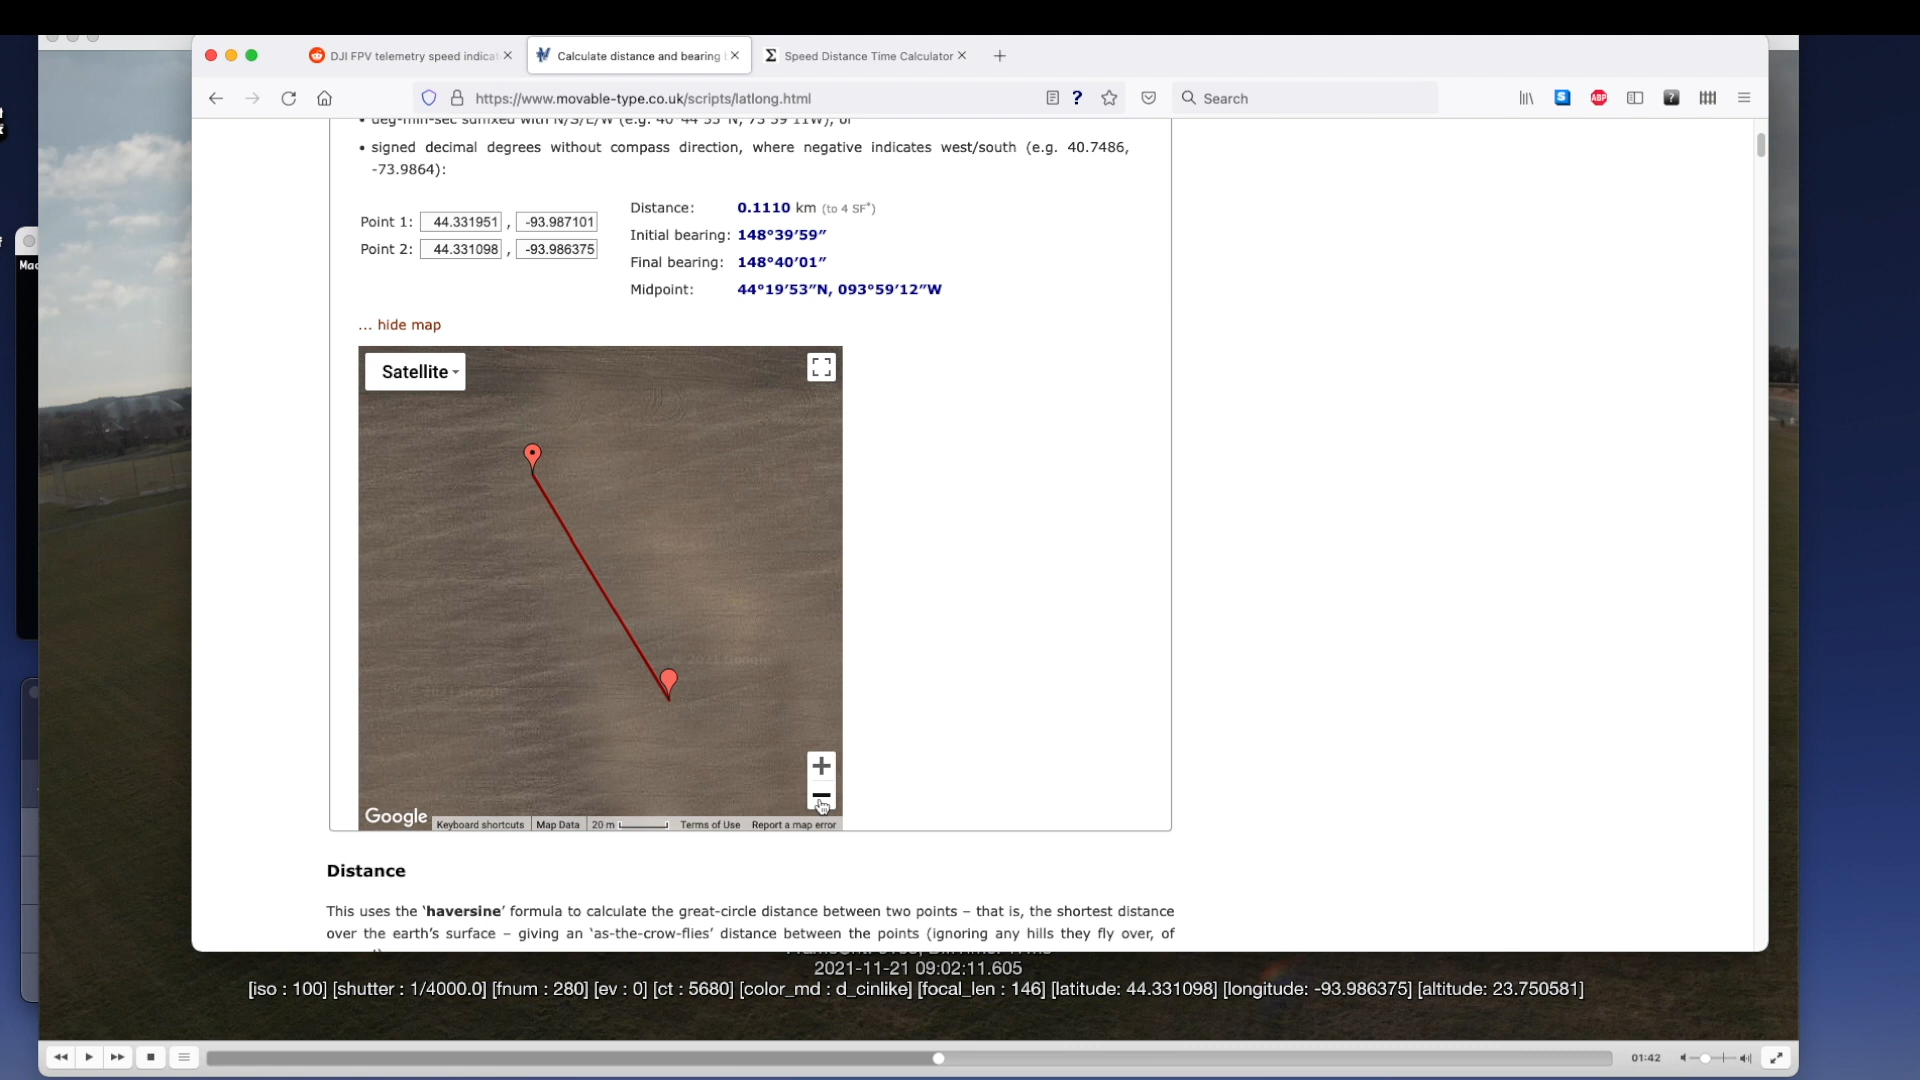 DJI FPV telemetry speed indicat
Calculate distance and bearing
Speed Distance Time Calculator
https://www.movable-type.co.uk/scripts/latlong.html
Search
ABP
• signed decimal degrees without compass direction, where negative indicates west/south (e.g. 40.7486,
-73.9864):
Point 1: 44.331951 , -93.987101
Point 2: 44.331098 , -93.986375
Distance: 0.1110 km (to 4 SF*)
Initial bearing: 148°39′59″
Final bearing: 148°40′01″
Midpoint: 44°19′53″N, 093°59′12″W
... hide map
Satellite
Google
Keyboard shortcuts
Map Data
20 m
Terms of Use
Report a map error
Distance
This uses the ‘haversine’ formula to calculate the great-circle distance between two points – that is, the shortest distance
over the earth’s surface – giving an ‘as-the-crow-flies’ distance between the points (ignoring any hills they fly over, of
2021-11-21 09:02:11.605
[iso : 100] [shutter : 1/4000.0] [fnum : 280] [ev : 0] [ct : 5680] [color_md : d_cinlike] [focal_len : 146] [latitude: 44.331098] [longitude: -93.986375] [altitude: 23.750581]
01:42
Mac